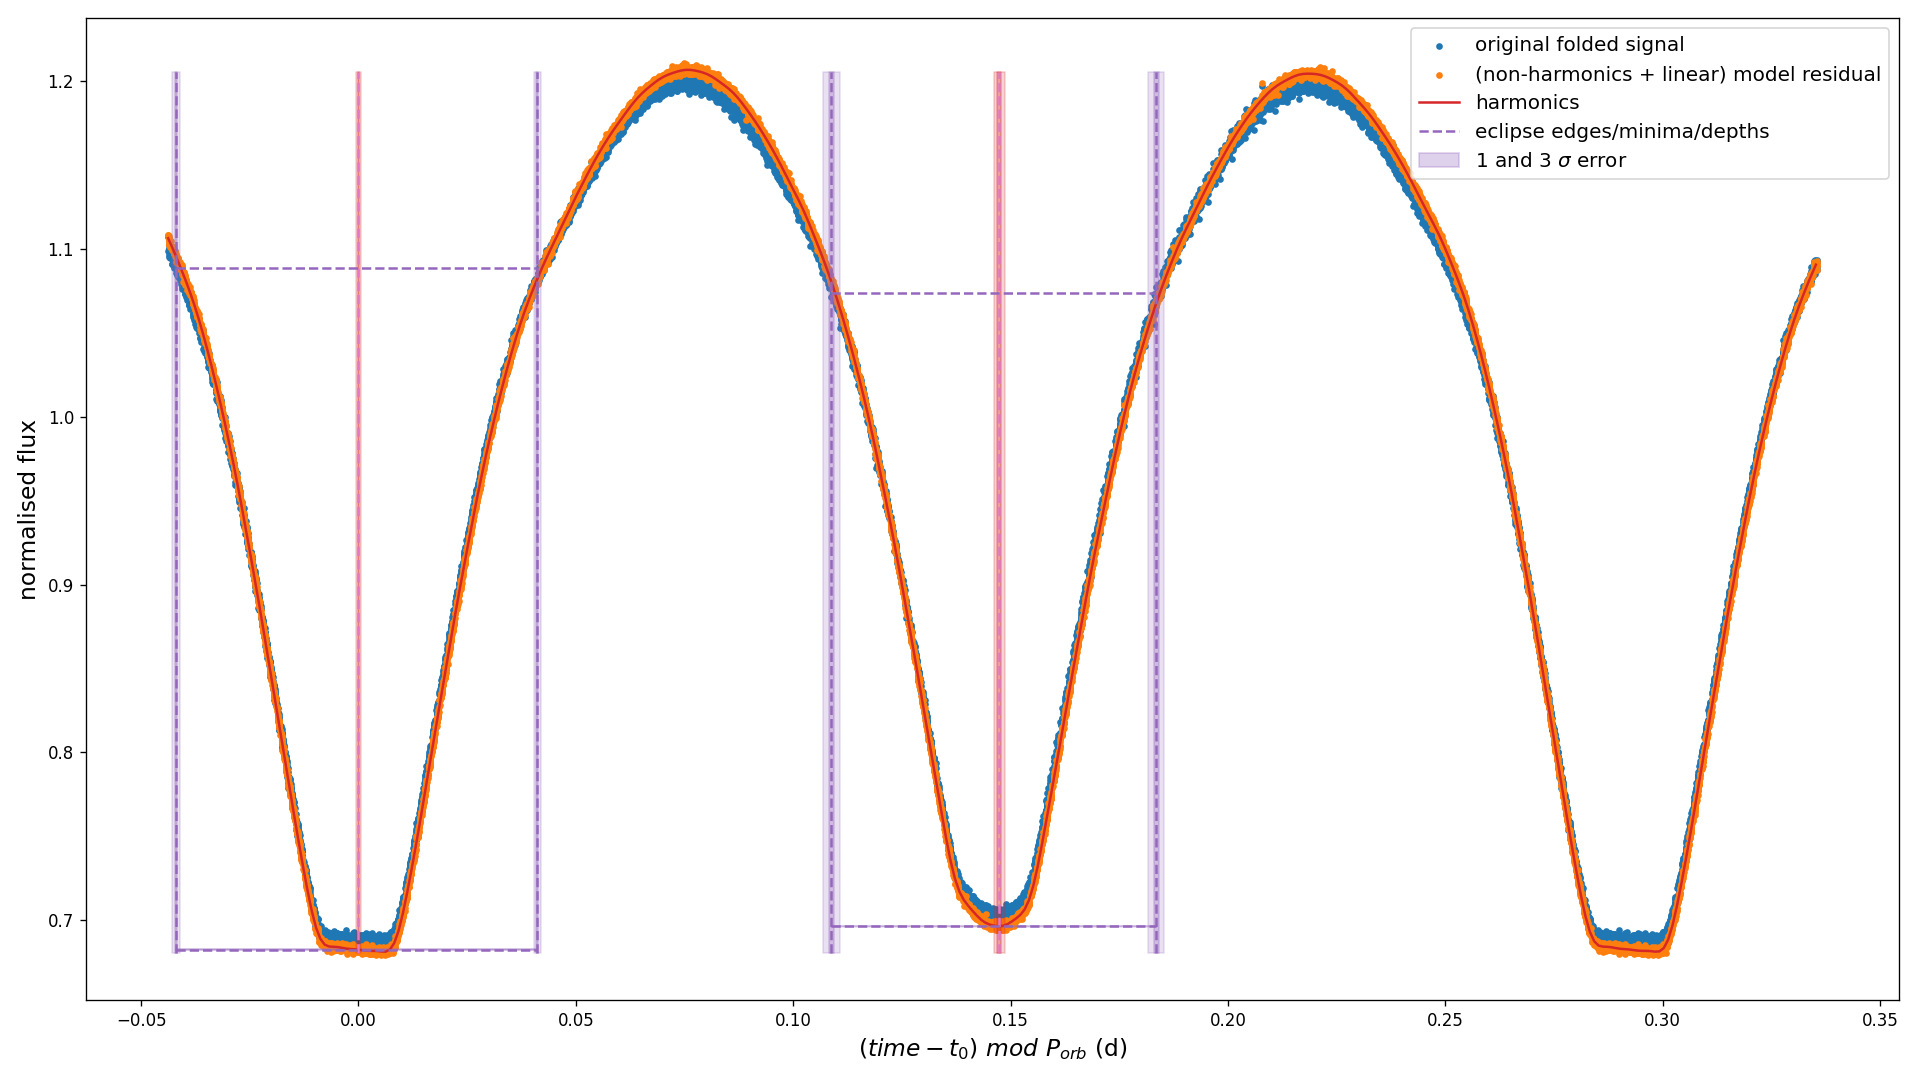 original folded signal
(non-harmonics + linear) model residual
harmonics
eclipse edges/minima/depths
1 and 3 σ error
normalised flux
1.2
1.1
1.0
0.9
0.8
0.7
−0.05 0.00 0.05 0.10 0.15 0.20 0.25 0.30 0.35
(time − t₀) mod P_orb (d)